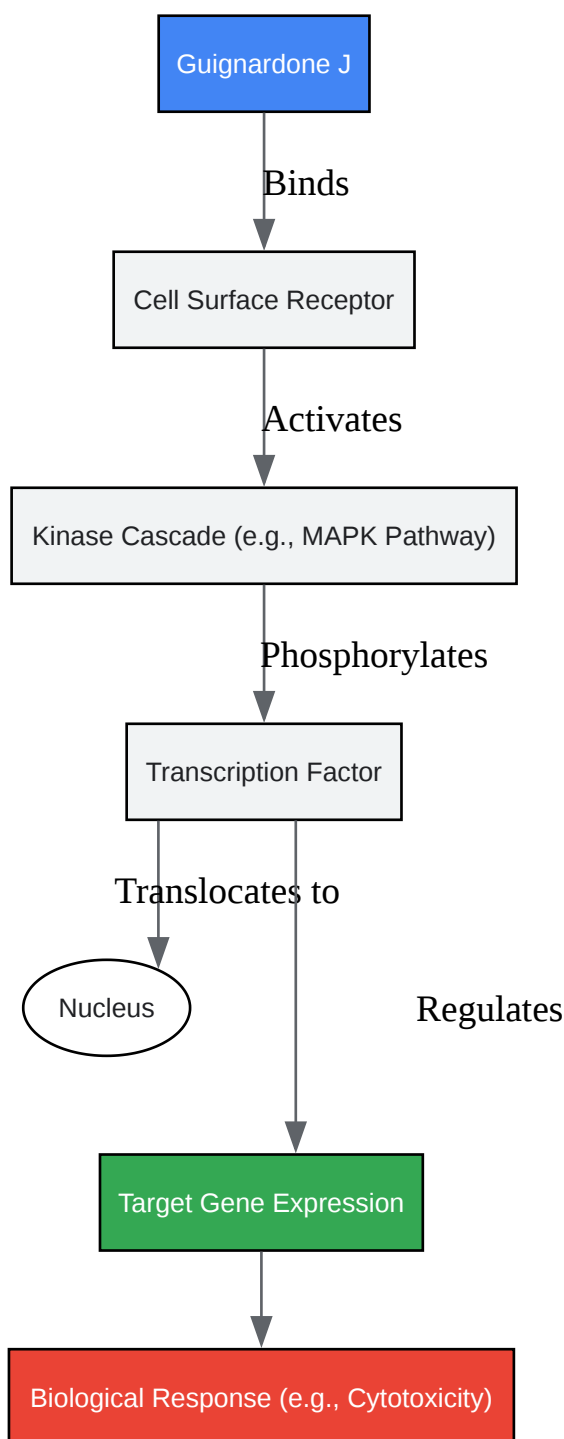 Guignardone J
Binds
Cell Surface Receptor
Activates
Kinase Cascade (e.g., MAPK Pathway)
Phosphorylates
Transcription Factor
Translocates to
Nucleus
Regulates
Target Gene Expression
Biological Response (e.g., Cytotoxicity)